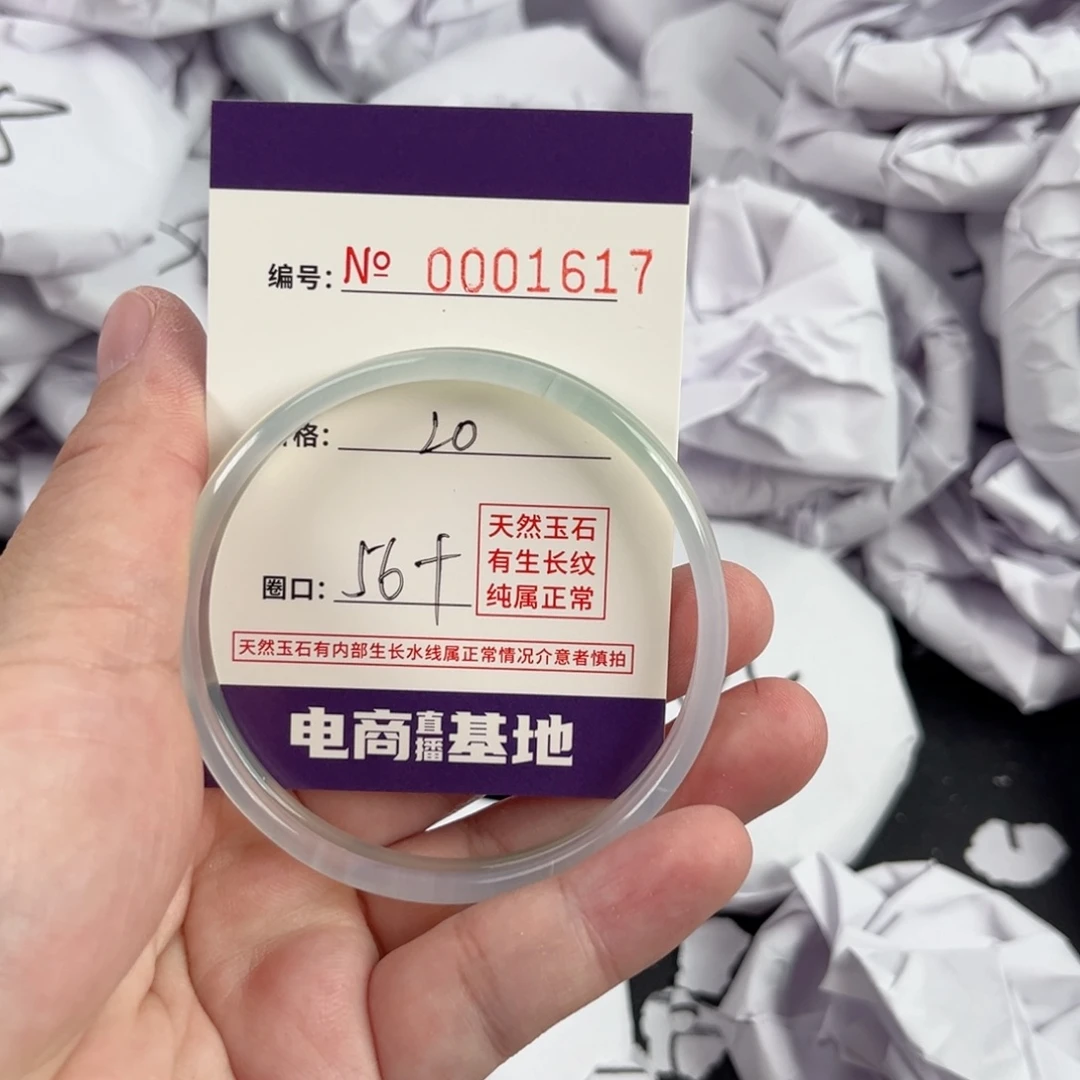 编号: № 0001617
格: 20
天然玉石
有生长纹
纯属正常
圈口: 56+
天然玉石有内部生长水线属正常情况介意者慎拍
电商直播基地